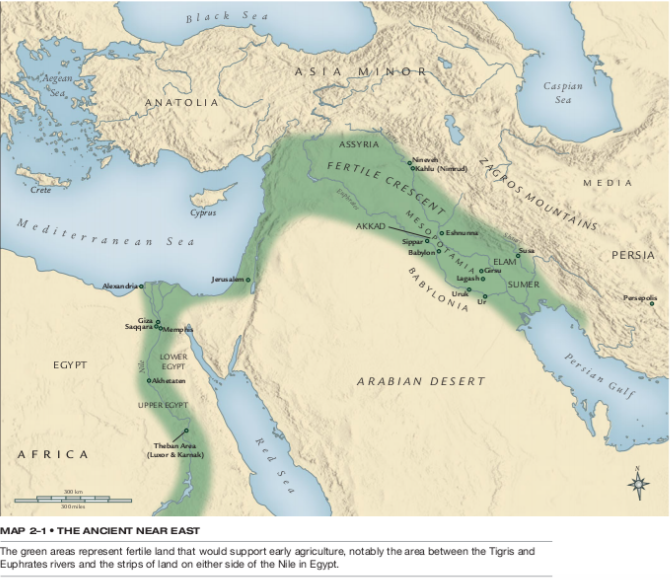 Black Sea
ASIA MINOR
Aegean
Sea
ANATOLIA
Caspian
Sea
ASSYRIA
Nineveh
Kahlu (Nimrud)
FERTILE CRESCENT
ZAGROS MOUNTAINS
MEDIA
Crete
Cyprus
Euphrates
Mediterranean Sea
AKKAD
MESOPOTAMIA
Eshnunna
Sippar
Babylon
Susa
ELAM
PERSIA
Jerusalem
Alexandria
BABYLONIA
Girsu
Lagash
SUMER
Uruk
Ur
Persepolis
Giza
Saqqara
Memphis
LOWER
EGYPT
EGYPT
Nile
Akhetaten
ARABIAN DESERT
Persian Gulf
UPPER EGYPT
Theban Area
(Luxor & Karnak)
AFRICA
Red Sea
N
300 km
300 miles
MAP 2–1 • THE ANCIENT NEAR EAST
The green areas represent fertile land that would support early agriculture, notably the area between the Tigris and
Euphrates rivers and the strips of land on either side of the Nile in Egypt.